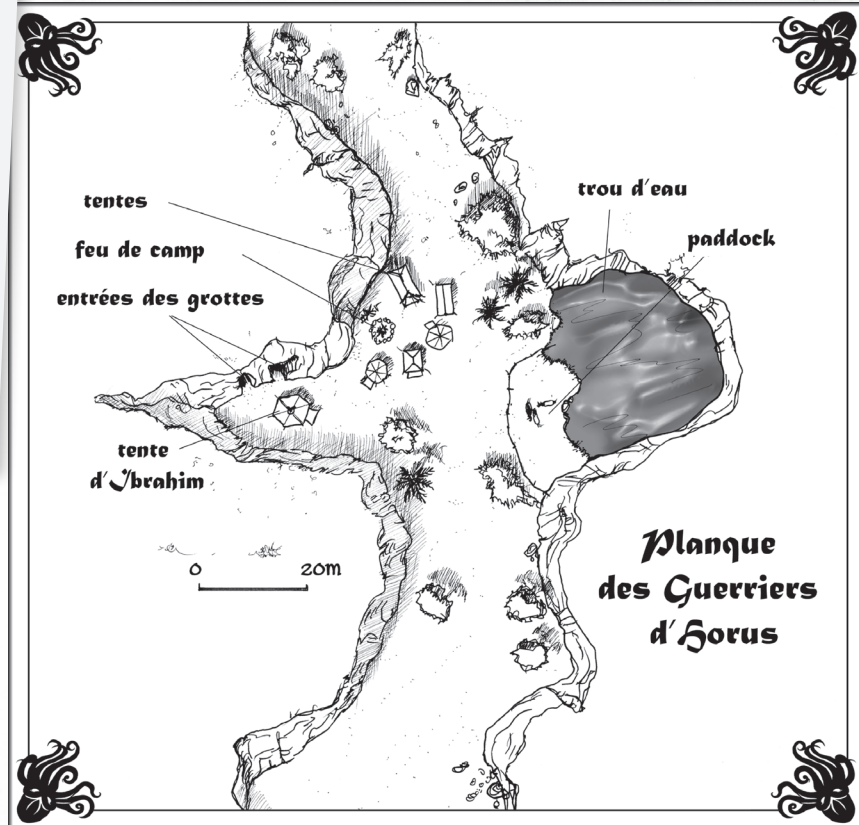 tentes
feu de camp
entrées des grottes
tente
d'Ibrahim
trou d'eau
paddock
0 20m
Planque
des Guerriers
d'Horus